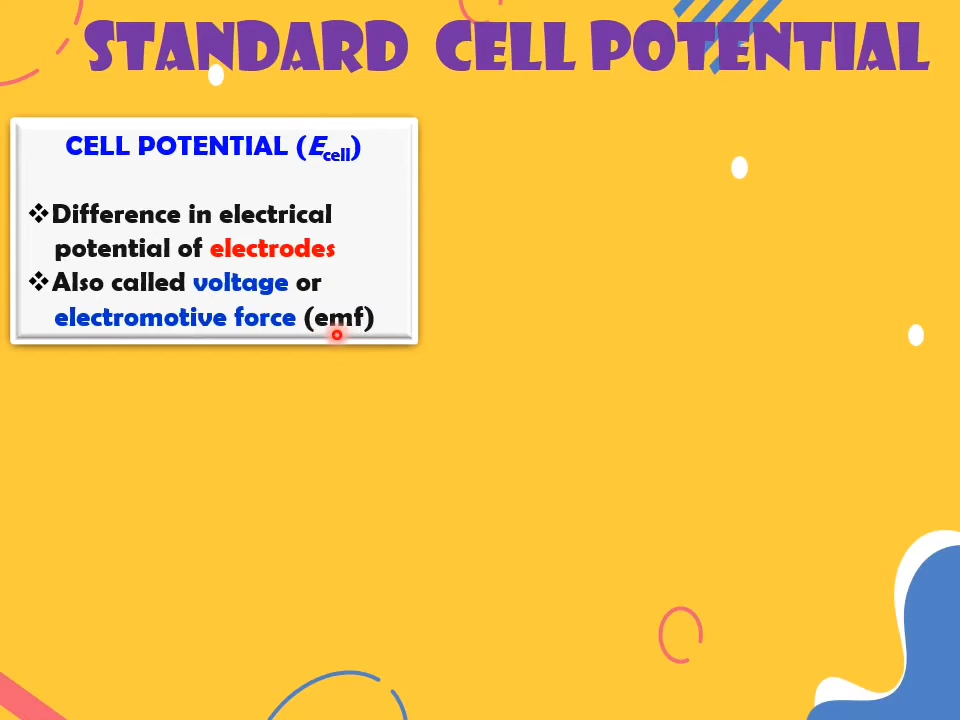 STANDARD CELL POTENTIAL
CELL POTENTIAL (Ecell)
❖Difference in electrical
potential of electrodes
❖Also called voltage or
electromotive force (emf)